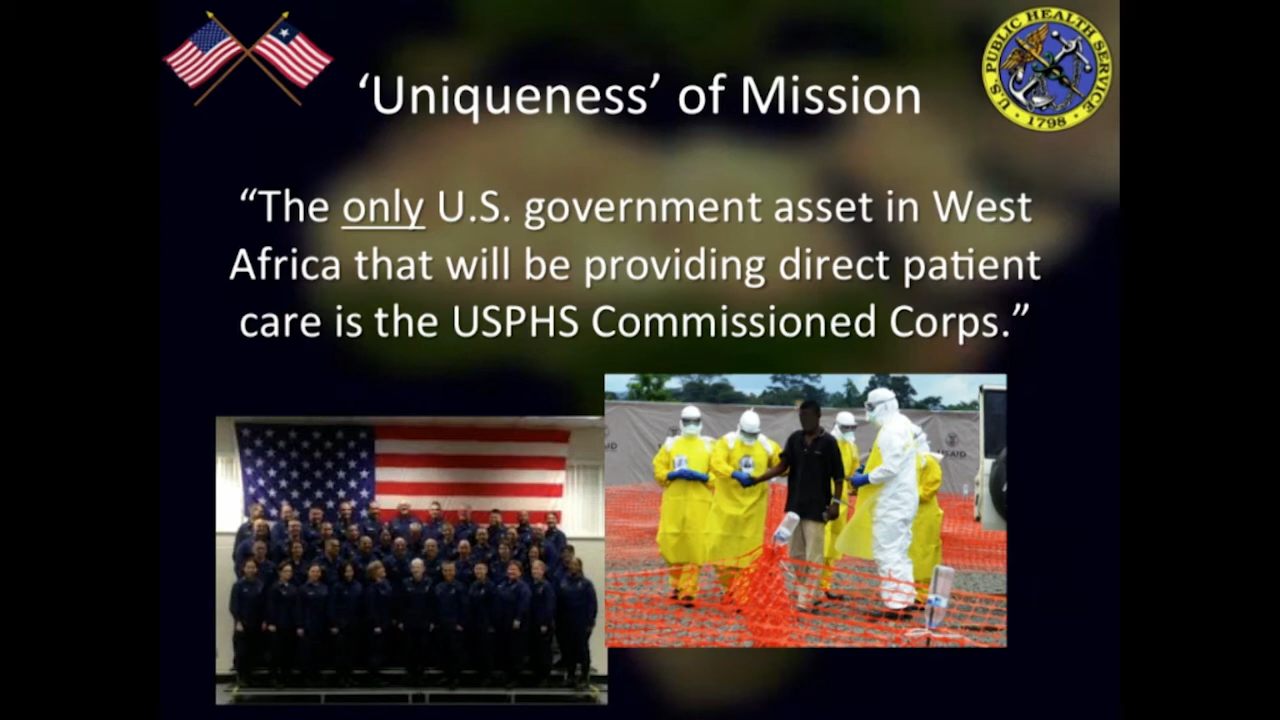 ‘Uniqueness’ of Mission
U.S. PUBLIC HEALTH SERVICE
1798
“The only U.S. government asset in West
Africa that will be providing direct patient
care is the USPHS Commissioned Corps.”
USAID